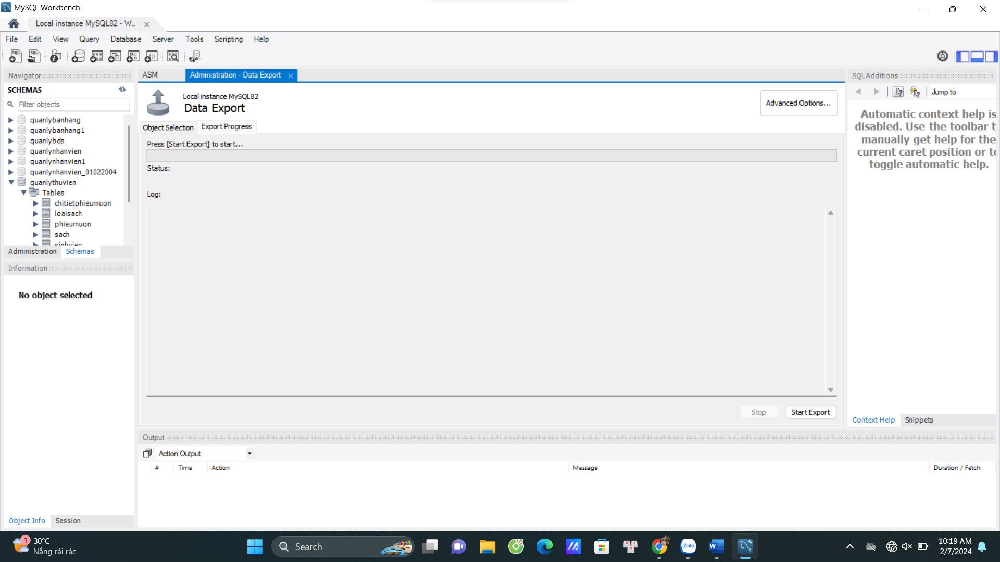 MySQL Workbench
Local instance MySQL82 - W...
File Edit View Query Database Server Tools Scripting Help
Navigator
SCHEMAS
Filter objects
quanlybanhang
quanlybanhang1
quanlybds
quanlynhanvien
quanlynhanvien1
quanlynhanvien_01022004
quanlythuvien
Tables
chitietphieumuon
loaisach
phieumuon
sach
sinhvien
Administration Schemas
Information
No object selected
Object Info Session
ASM Administration - Data Export
Local instance MySQL82
Data Export
Advanced Options...
Object Selection Export Progress
Press [Start Export] to start...
Status:
Log:
Stop Start Export
Output
Action Output
# Time Action Message Duration / Fetch
SQLAdditions
Jump to
Automatic context help is
disabled. Use the toolbar t
manually get help for the
current caret position or to
toggle automatic help.
Context Help Snippets
1
30°C
Nắng rải rác
Search
Zalo
10:19 AM
2/7/2024